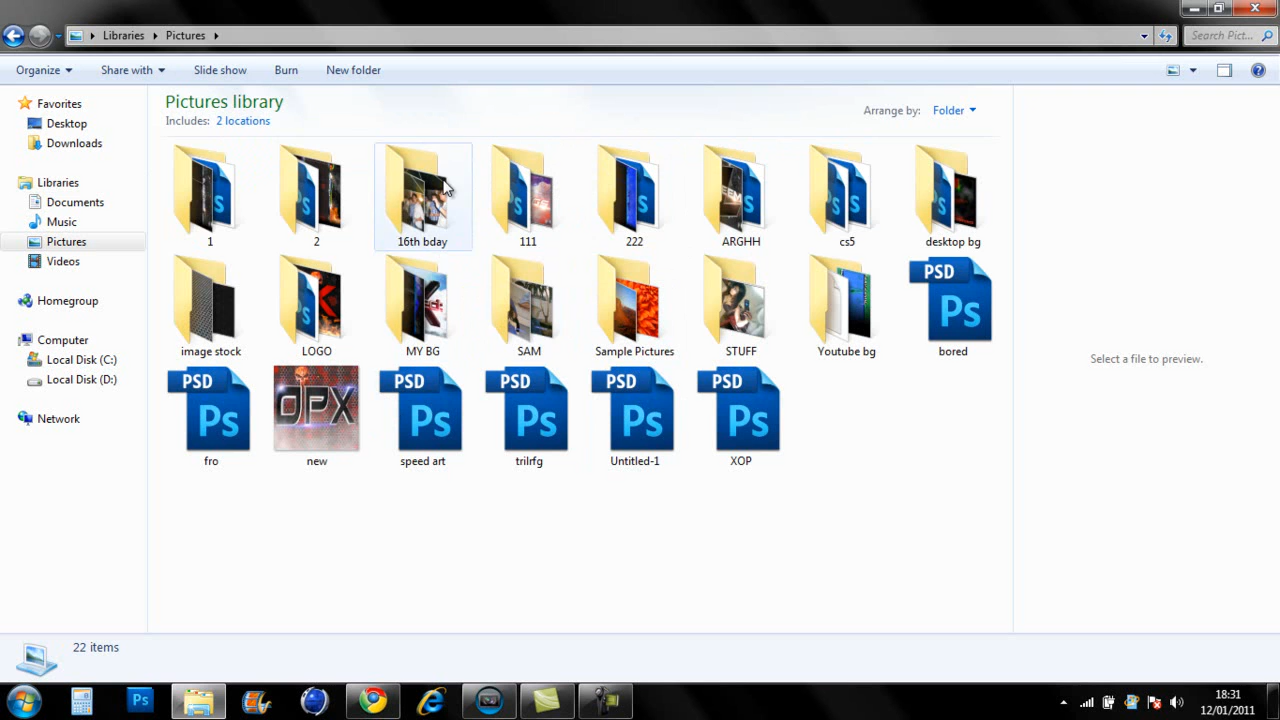 Libraries Pictures
Search Pict...
Organize Share with Slide show Burn New folder
Favorites
Desktop
Downloads
Libraries
Documents
Music
Pictures
Videos
Homegroup
Computer
Local Disk (C:)
Local Disk (D:)
Network
Pictures library
Includes: 2 locations
Arrange by: Folder
1 2 16th bday 111 222 ARGHH cs5 desktop bg
PSD
Ps
image stock LOGO MY BG SAM Sample Pictures STUFF Youtube bg bored
PSD OPX PSD PSD PSD PSD
Ps Ps Ps Ps Ps
fro new speed art trilrfg Untitled-1 XOP
Select a file to preview.
22 items
Ps
18:31
12/01/2011